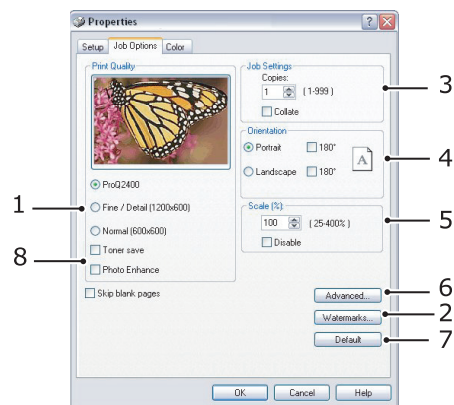 Properties
Setup Job Options Color
Print Quality
ProQ2400
Fine / Detail (1200x600)
Normal (600x600)
Toner save
Photo Enhance
Skip blank pages
Job Settings
Copies:
1 ( 1-999 )
Collate
Orientation
Portrait 180°
Landscape 180°
A
Scale (%):
100 ( 25-400% )
Disable
Advanced...
Watermarks...
Default
OK Cancel Help
1
8
3
4
5
6
2
7